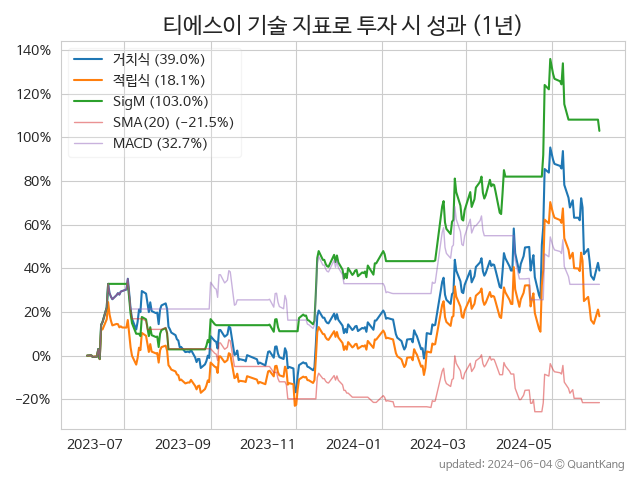 티에스이 기술 지표로 투자 시 성과 (1년)
140%
120%
100%
80%
60%
40%
20%
0%
−20%
거치식 (39.0%)
적립식 (18.1%)
SigM (103.0%)
SMA(20) (-21.5%)
MACD (32.7%)
2023-07
2023-09
2023-11
2024-01
2024-03
2024-05
updated: 2024-06-04 © QuantKang